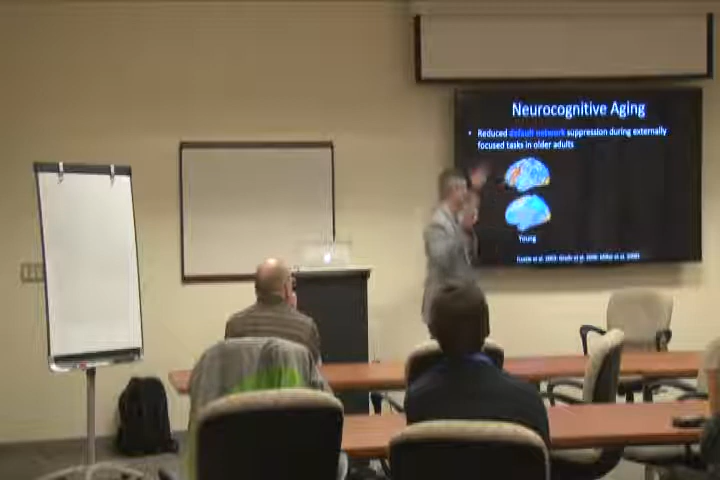 Neurocognitive Aging
• Reduced default network suppression during externally
focused tasks in older adults
Young